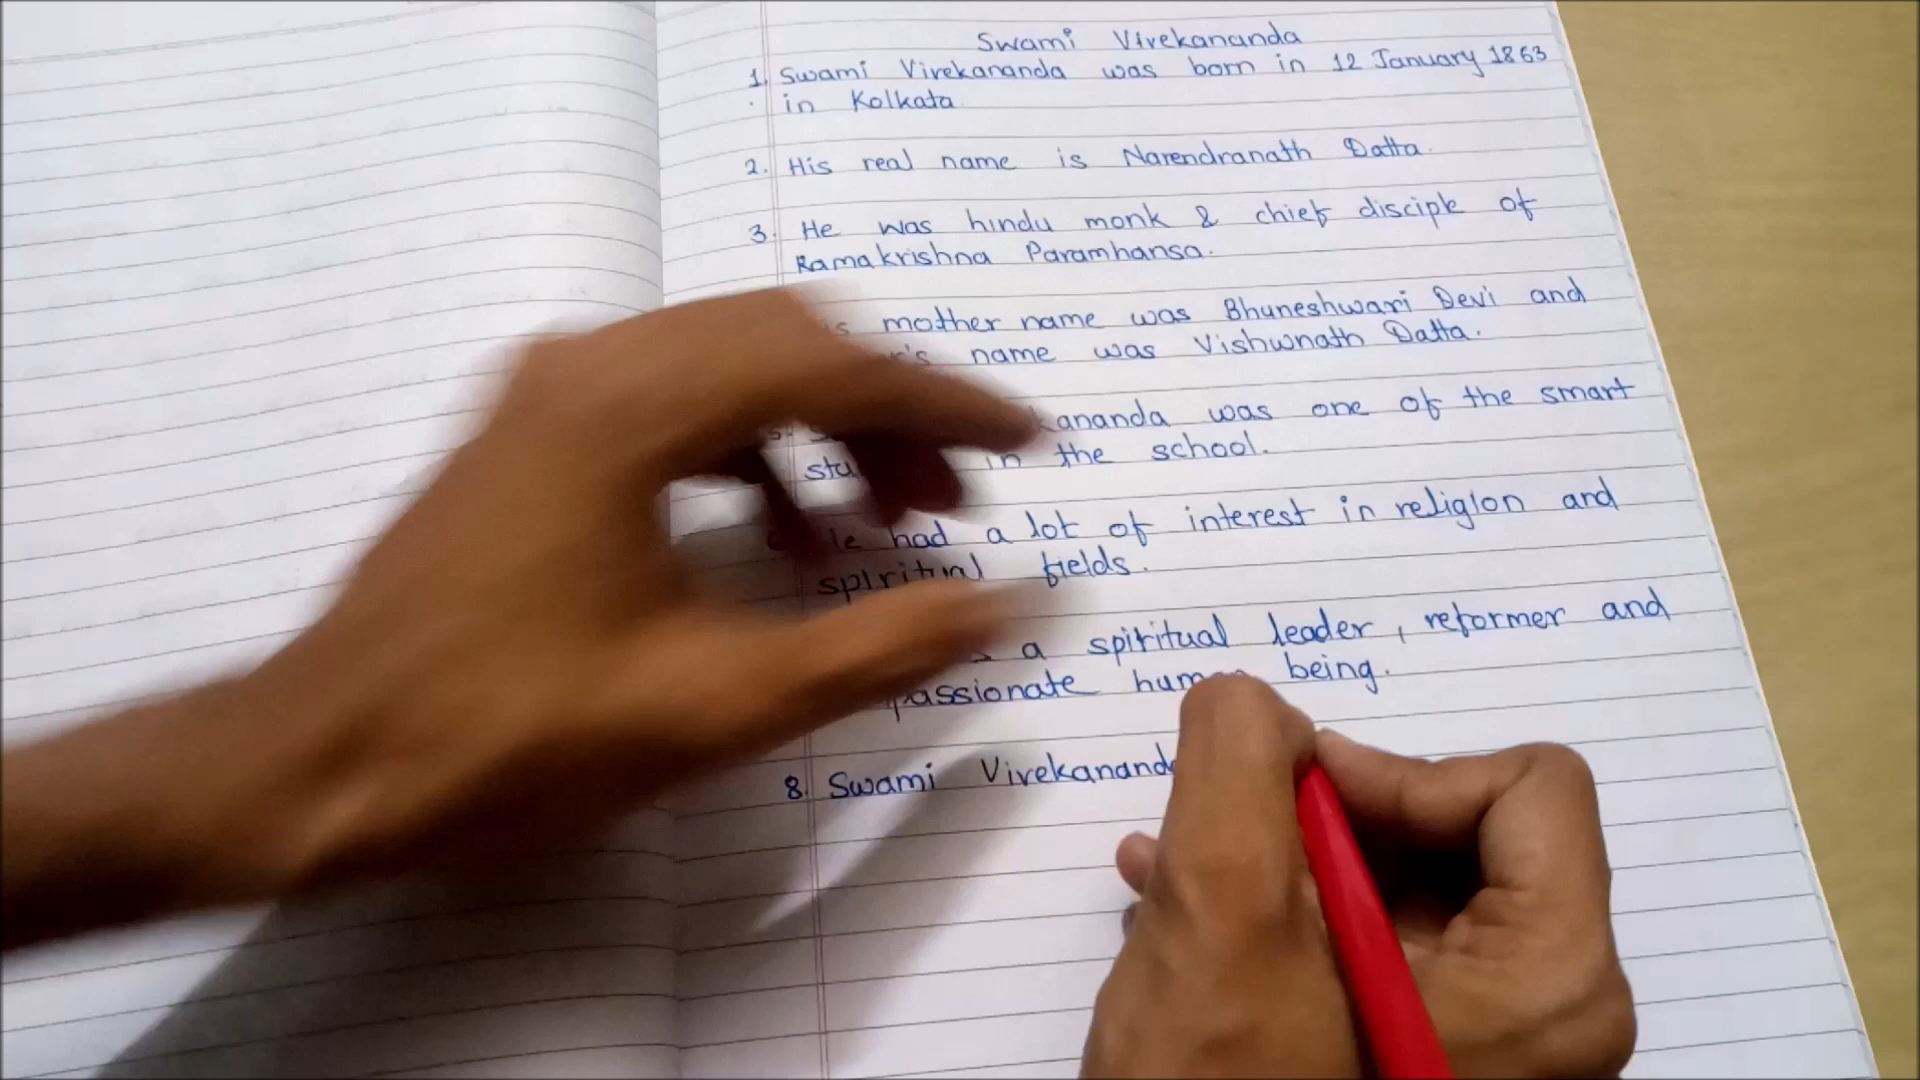 Swami Vivekananda
1. Swami Virekananda was born in 12 January 1863
in Kolkata.
2. His real name is Narendranath Datta.
3. He was hindu monk & chief disciple of
Ramakrishna Paramhansa.
mother name was Bhuneshwari Devi and
name was Vishwnath Datta.
was one of the smart
in the school.
had a lot of interest in religion and
spiritual fields.
a spiritual leader, reformer and
being.
8. Swami Virekananda